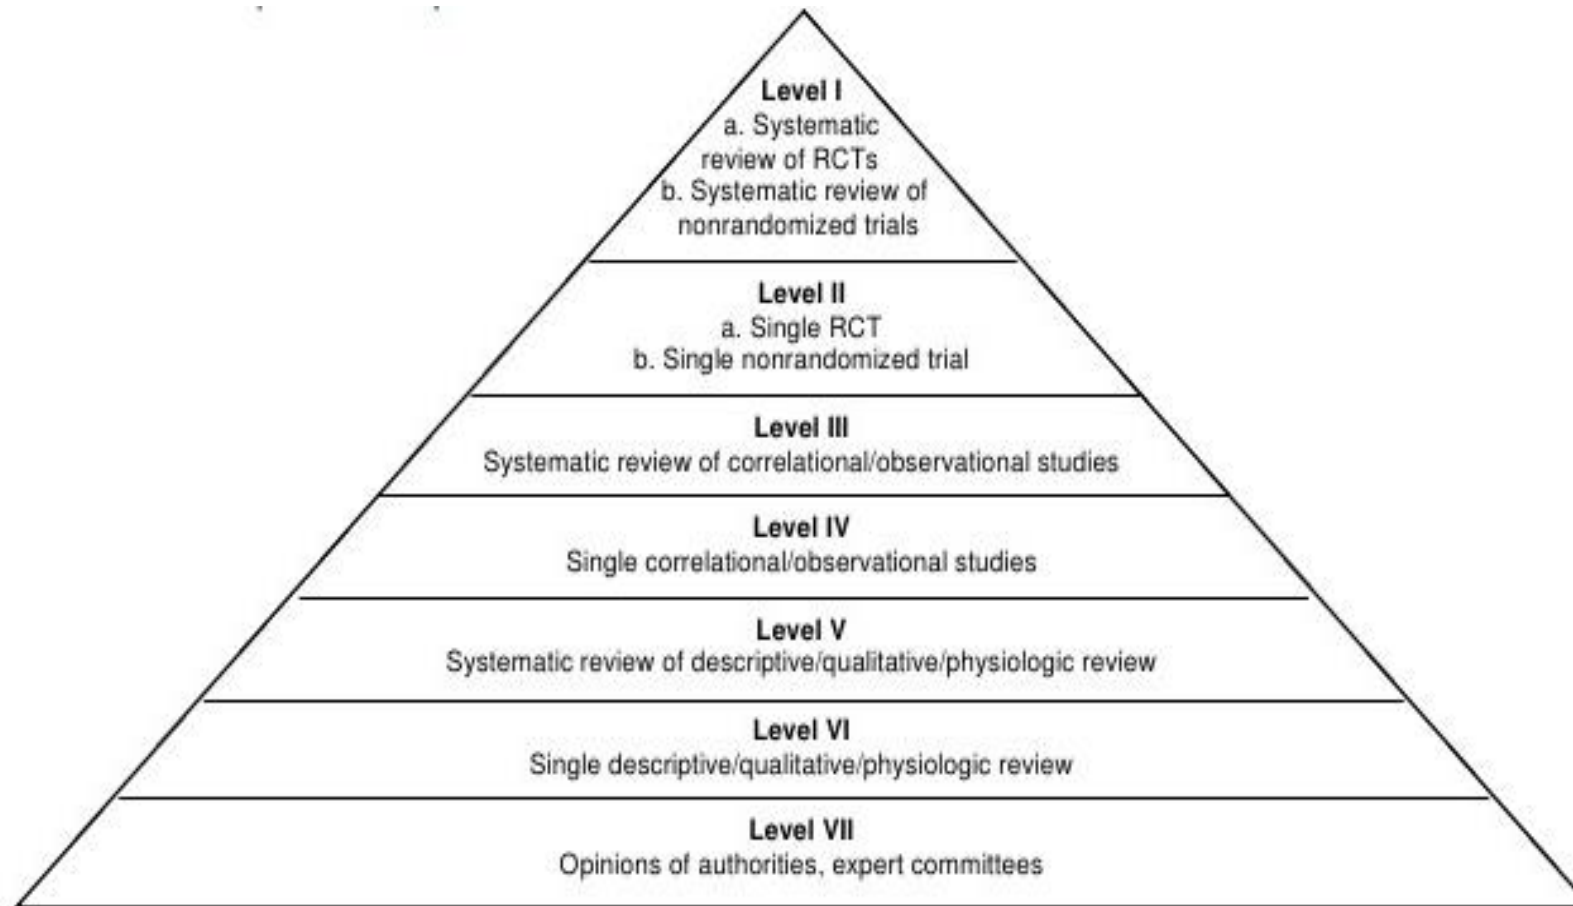 Level I
a. Systematic
review of RCTs
b. Systematic review of
nonrandomized trials
Level II
a. Single RCT
b. Single nonrandomized trial
Level III
Systematic review of correlational/observational studies
Level IV
Single correlational/observational studies
Level V
Systematic review of descriptive/qualitative/physiologic review
Level VI
Single descriptive/qualitative/physiologic review
Level VII
Opinions of authorities, expert committees